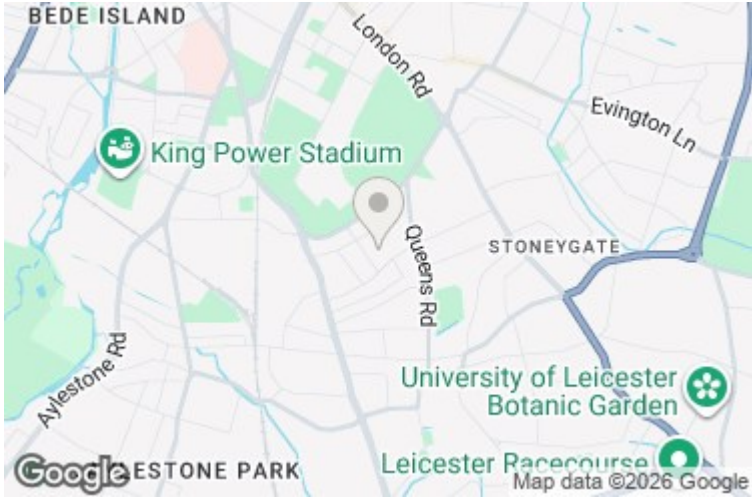 BEDE ISLAND
London Rd
Evington Ln
King Power Stadium
Queens Rd
STONEYGATE
Aylestone Rd
University of Leicester
Botanic Garden
Leicester Racecourse
Google
AYLESTONE PARK
Map data ©2026 Google